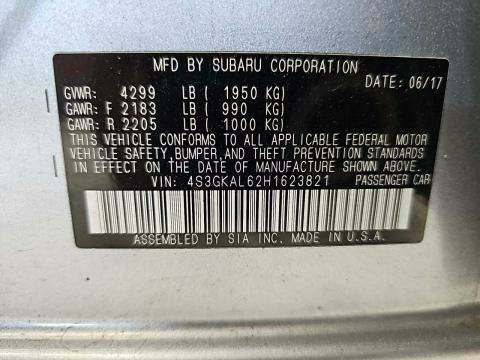 MFD BY SUBARU CORPORATION
DATE: 06/17
GVWR: 4299 LB ( 1950 KG)
GAWR: F 2183 LB ( 990 KG)
GAWR: R 2205 LB ( 1000 KG)
THIS VEHICLE CONFORMS TO ALL APPLICABLE FEDERAL MOTOR
VEHICLE SAFETY, BUMPER, AND THEFT PREVENTION STANDARDS
IN EFFECT ON THE DATE OF MANUFACTURE SHOWN ABOVE.
VIN: 4S3GKAL62H1623821 PASSENGER CAR
ASSEMBLED BY SIA INC. MADE IN U.S.A.